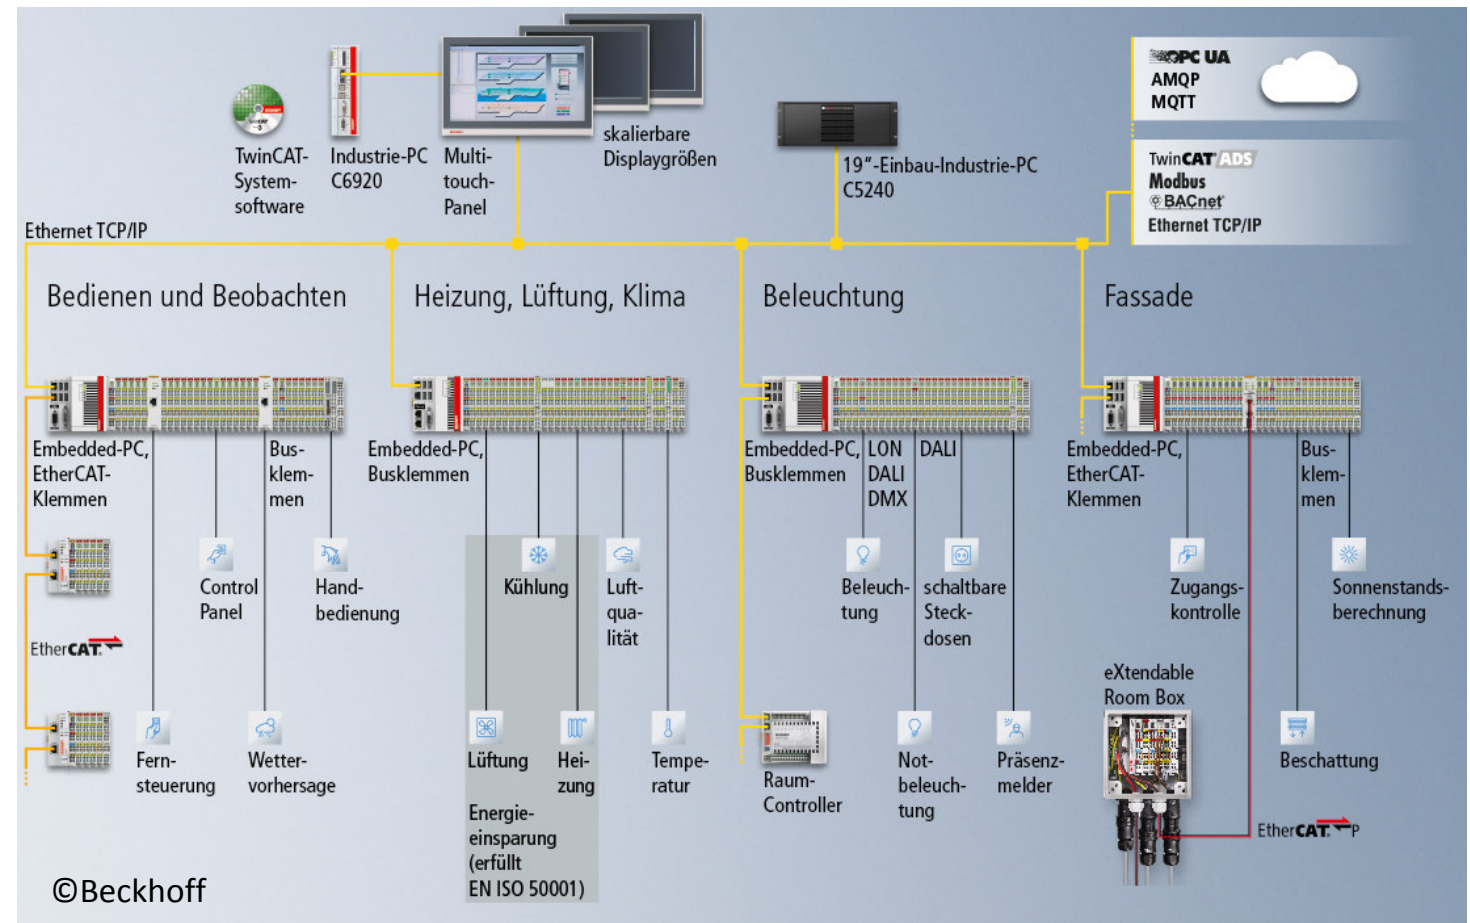 OPC UA
AMQP
MQTT
TwinCAT-
System-
software
Industrie-PC
C6920
Multi-
touch-
Panel
skalierbare
Displaygrößen
19“-Einbau-Industrie-PC
C5240
TwinCAT ADS
Modbus
BACnet
Ethernet TCP/IP
Ethernet TCP/IP
Bedienen und Beobachten
Heizung, Lüftung, Klima
Beleuchtung
Fassade
Embedded-PC,
EtherCAT-
Klemmen
Bus-
klem-
men
Embedded-PC,
Busklemmen
Embedded-PC,
Busklemmen
LON
DALI
DMX
DALI
Embedded-PC,
EtherCAT-
Klemmen
Bus-
klem-
men
Control
Panel
Hand-
bedienung
Kühlung
Luft-
qua-
lität
Beleuch-
tung
schaltbare
Steck-
dosen
Zugangs-
kontrolle
Sonnenstands-
berechnung
EtherCAT
Fern-
steuerung
Wetter-
vorhersage
Lüftung
Hei-
zung
Tempe-
ratur
Energie-
einsparung
(erfüllt
EN ISO 50001)
Raum-
Controller
Not-
beleuch-
tung
Präsenz-
melder
eXtendable
Room Box
Beschattung
EtherCAT P
©Beckhoff